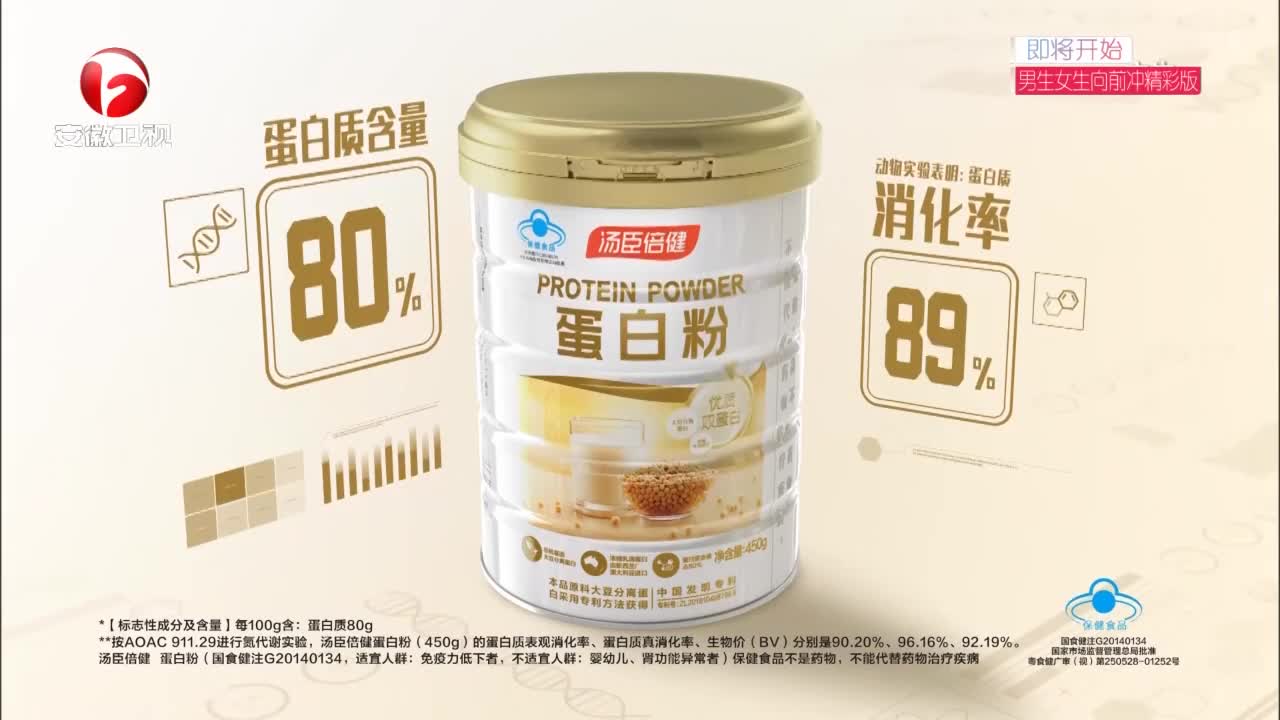 安徽卫视
即将开始
男生女生向前冲精彩版
蛋白质含量
80%
动物实验表明：蛋白质
消化率
89%
保健食品
汤臣倍健
PROTEIN POWDER
蛋白粉
优质
双蛋白
净含量:450g
本品原料大豆分离蛋
白采用专利方法获得
中国发明专利
*【标志性成分及含量】每100g含：蛋白质80g
**按AOAC 911.29进行氮代谢实验，汤臣倍健蛋白粉（450g）的蛋白质表观消化率、蛋白质真消化率、生物价（BV）分别是90.20%、96.16%、92.19%。
汤臣倍健 蛋白粉（国食健注G20140134，适宜人群：免疫力低下者，不适宜人群：婴幼儿、肾功能异常者）保健食品不是药物，不能代替药物治疗疾病
保健食品
国食健注G20140134
国家市场监督管理总局批准
粤食健广审（视）第250528-01252号